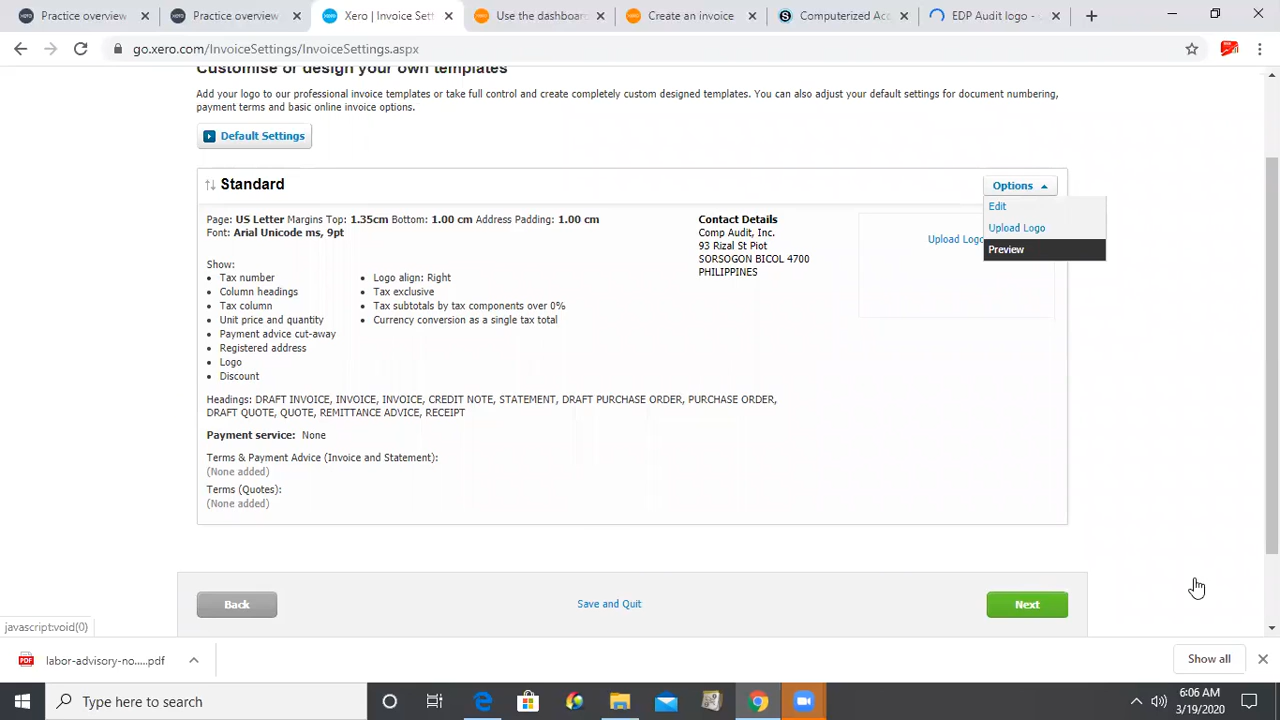 Practice overview
Practice overview
Xero | Invoice Sett
Use the dashboar
Create an invoice
Computerized Acc
EDP Audit logo -
go.xero.com/InvoiceSettings/InvoiceSettings.aspx
Customise or design your own templates
Add your logo to our professional invoice templates or take full control and create completely custom designed templates. You can also adjust your default settings for document numbering,
payment terms and basic online invoice options.
Default Settings
Standard
Options
Edit
Upload Logo
Preview
Page: US Letter Margins Top: 1.35cm Bottom: 1.00 cm Address Padding: 1.00 cm
Font: Arial Unicode ms, 9pt
Contact Details
Comp Audit, Inc.
93 Rizal St Piot
SORSOGON BICOL 4700
PHILIPPINES
Upload Logo
Show:
• Tax number
• Column headings
• Tax column
• Unit price and quantity
• Payment advice cut-away
• Registered address
• Logo
• Discount
• Logo align: Right
• Tax exclusive
• Tax subtotals by tax components over 0%
• Currency conversion as a single tax total
Headings: DRAFT INVOICE, INVOICE, INVOICE, CREDIT NOTE, STATEMENT, DRAFT PURCHASE ORDER, PURCHASE ORDER,
DRAFT QUOTE, QUOTE, REMITTANCE ADVICE, RECEIPT
Payment service: None
Terms & Payment Advice (Invoice and Statement):
(None added)
Terms (Quotes):
(None added)
Back
Save and Quit
Next
javascript:void(0)
labor-advisory-no.....pdf
Show all
Type here to search
6:06 AM
3/19/2020